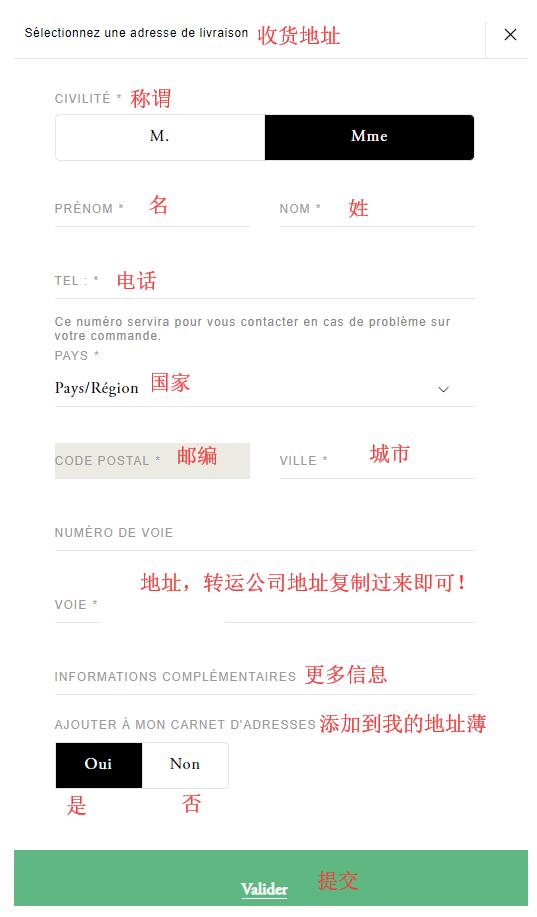 Sélectionnez une adresse de livraison 收货地址
CIVILITÉ * 称谓
M. Mme
PRÉNOM * 名 NOM * 姓
TEL : * 电话
Ce numéro servira pour vous contacter en cas de problème sur
votre commande.
PAYS *
Pays/Région 国家
CODE POSTAL * 邮编 VILLE * 城市
NUMÉRO DE VOIE
地址，转运公司地址复制过来即可！
VOIE *
INFORMATIONS COMPLÉMENTAIRES 更多信息
AJOUTER À MON CARNET D'ADRESSES 添加到我的地址薄
Oui Non
是 否
Valider 提交